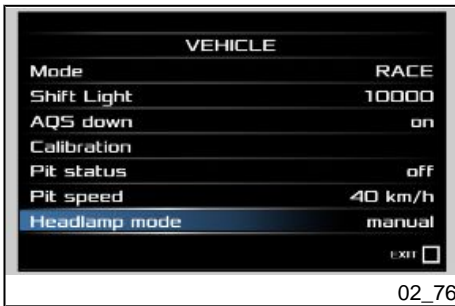 VEHICLE
Mode RACE
Shift Light 10000
AQS down on
Calibration
Pit status off
Pit speed 40 km/h
Headlamp mode manual
EXIT
02_76